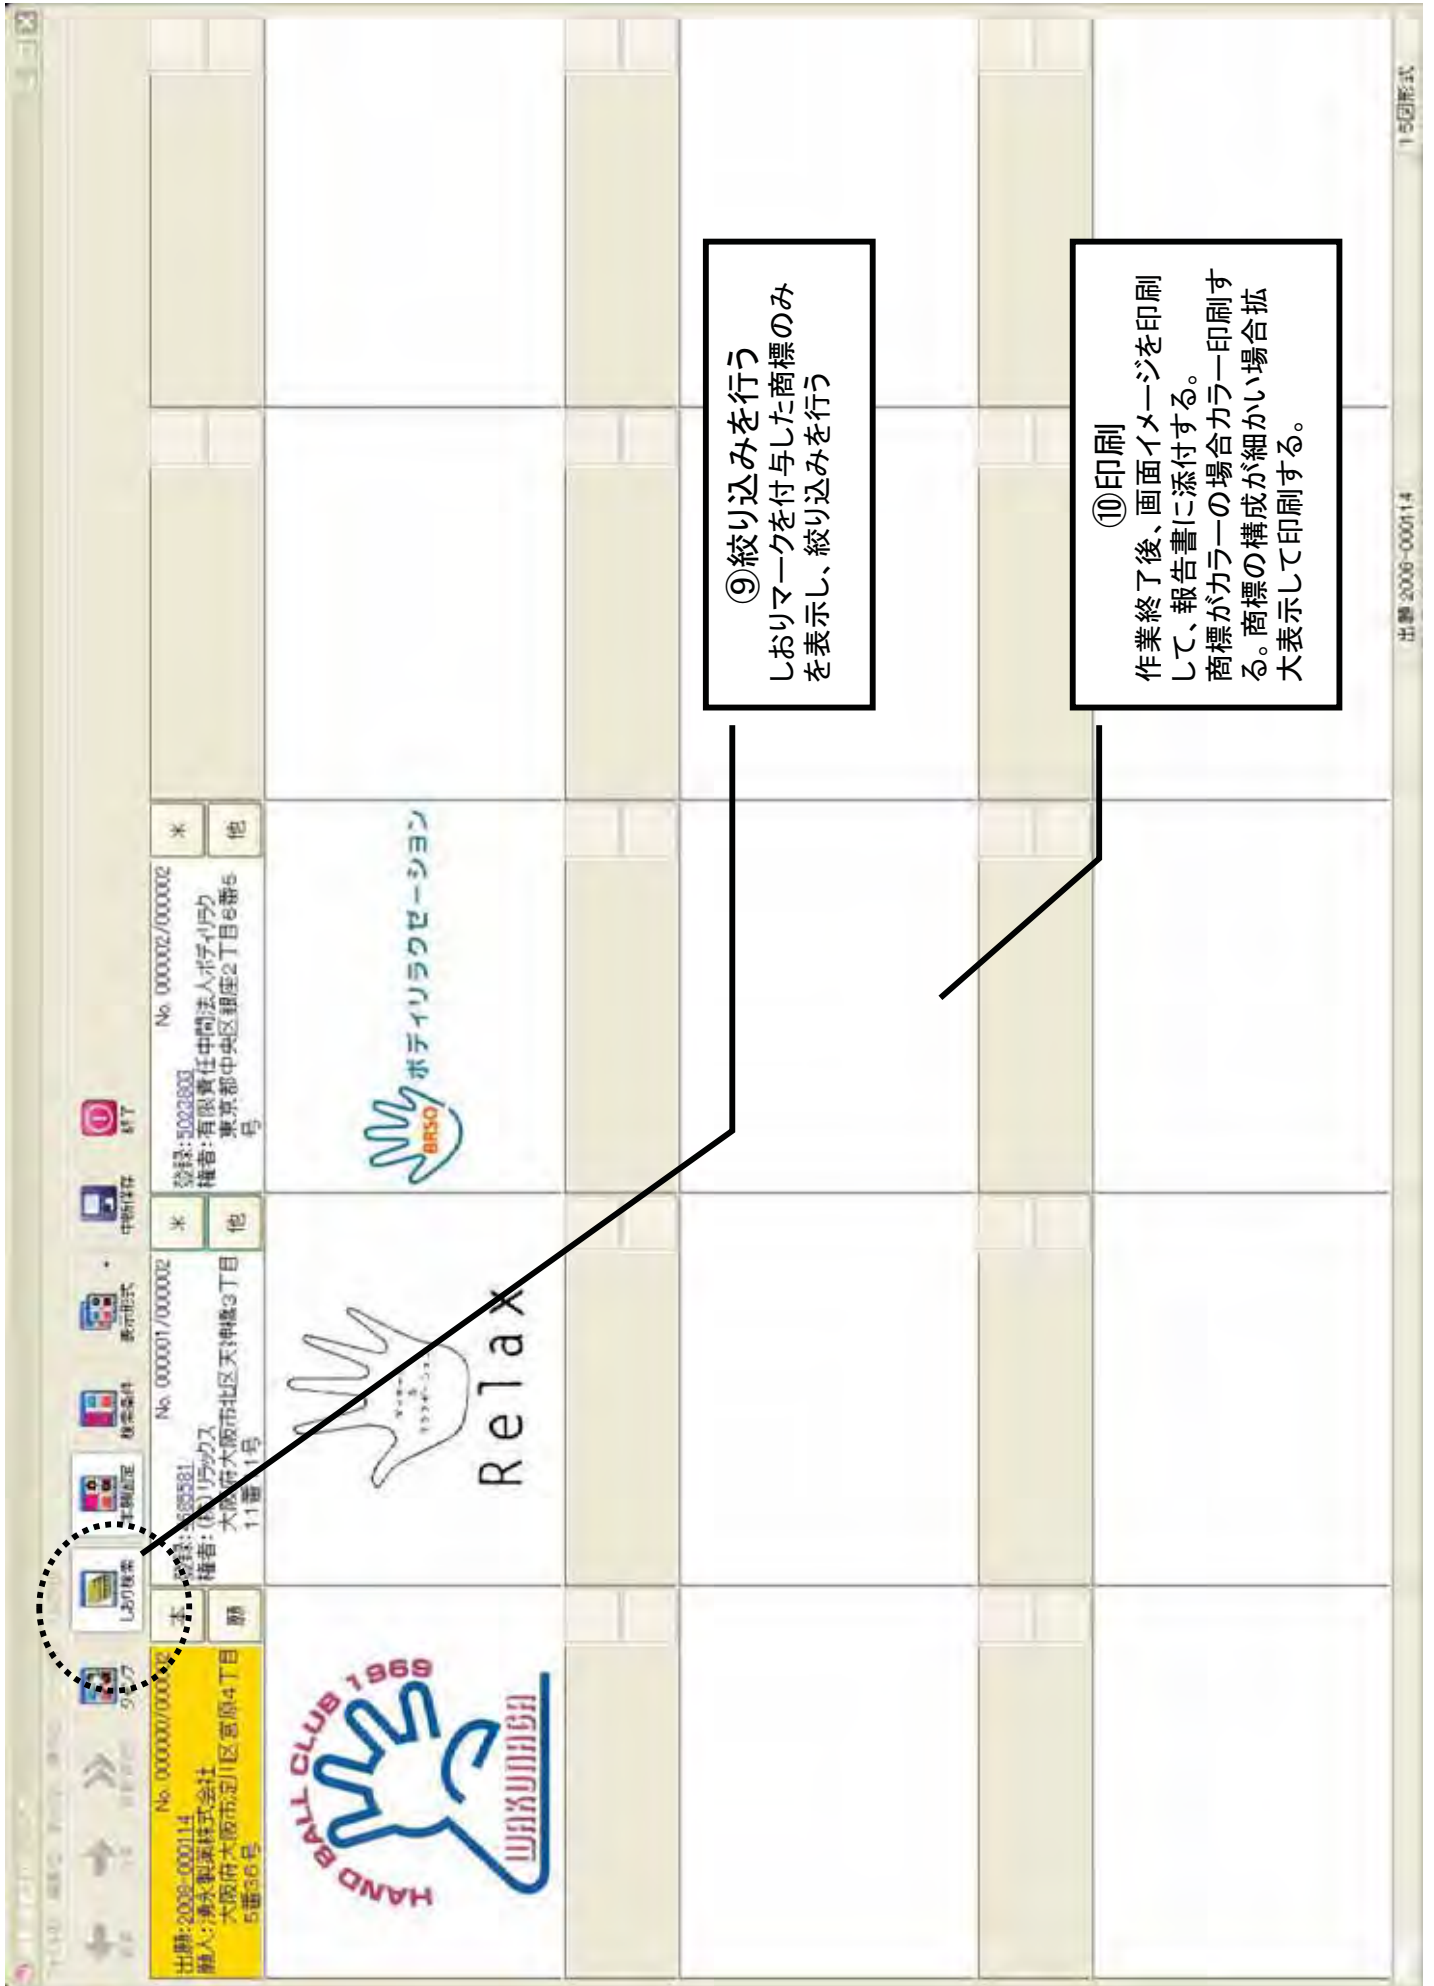 ランク
しおり検索
本願固定
検索条件
表示形式
中断保存
終了
No. 000000/000002
出願:2006-000114
願人:湧永製薬株式会社
大阪府大阪市淀川区宮原4丁目
5番36号
本
願
No. 000001/000002
権者:(株)リラックス
大阪府大阪市北区天神橋3丁目
米
他
No. 000002/000002
登録:5023803
権者:有限責任中間法人ボディリラク
東京都中央区銀座2丁目6番5
号
米
他
HAND BALL CLUB 1969
WAKUNAGA
Relax
BRSO
ボディリラクゼーション
⑨絞り込みを行う
しおりマークを付与した商標のみ
を表示し、絞り込みを行う
⑩印刷
作業終了後、画面イメージを印刷
して、報告書に添付する。
商標がカラーの場合カラー印刷す
る。商標の構成が細かい場合拡
大表示して印刷する。
出願 2006-000114
15図形式